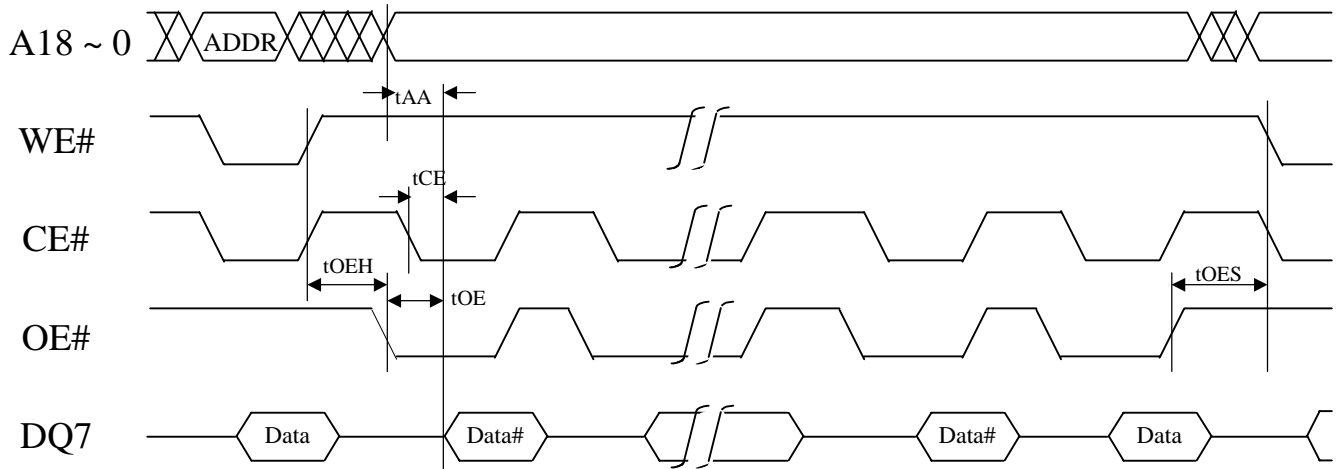 A18 ~ 0 ADDR
tAA
WE#
tCE
CE#
tOEH tOE tOES
OE#
DQ7 Data Data# Data# Data